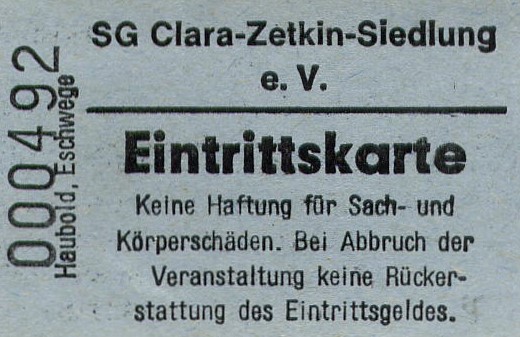 SG Clara-Zetkin-Siedlung
e. V.
Eintrittskarte
Keine Haftung für Sach- und
Körperschäden. Bei Abbruch der
Veranstaltung keine Rücker-
stattung des Eintrittsgeldes.
000492
Haubold, Eschwege